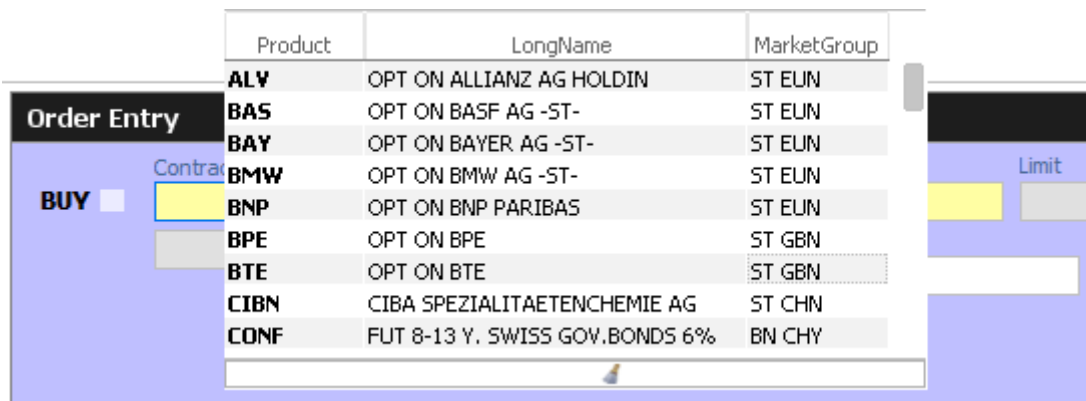 Product LongName MarketGroup
ALV OPT ON ALLIANZ AG HOLDIN ST EUN
BAS OPT ON BASF AG -ST- ST EUN
Order Entry
BAY OPT ON BAYER AG -ST- ST EUN
Limit
BMW OPT ON BMW AG -ST- ST EUN
BUY
BNP OPT ON BNP PARIBAS ST EUN
BPE OPT ON BPE ST GBN
BTE OPT ON BTE ST GBN
CIBN CIBA SPEZIALITAETENCHEMIE AG ST CHN
CONF FUT 8-13 Y. SWISS GOV.BONDS 6% BN CHY